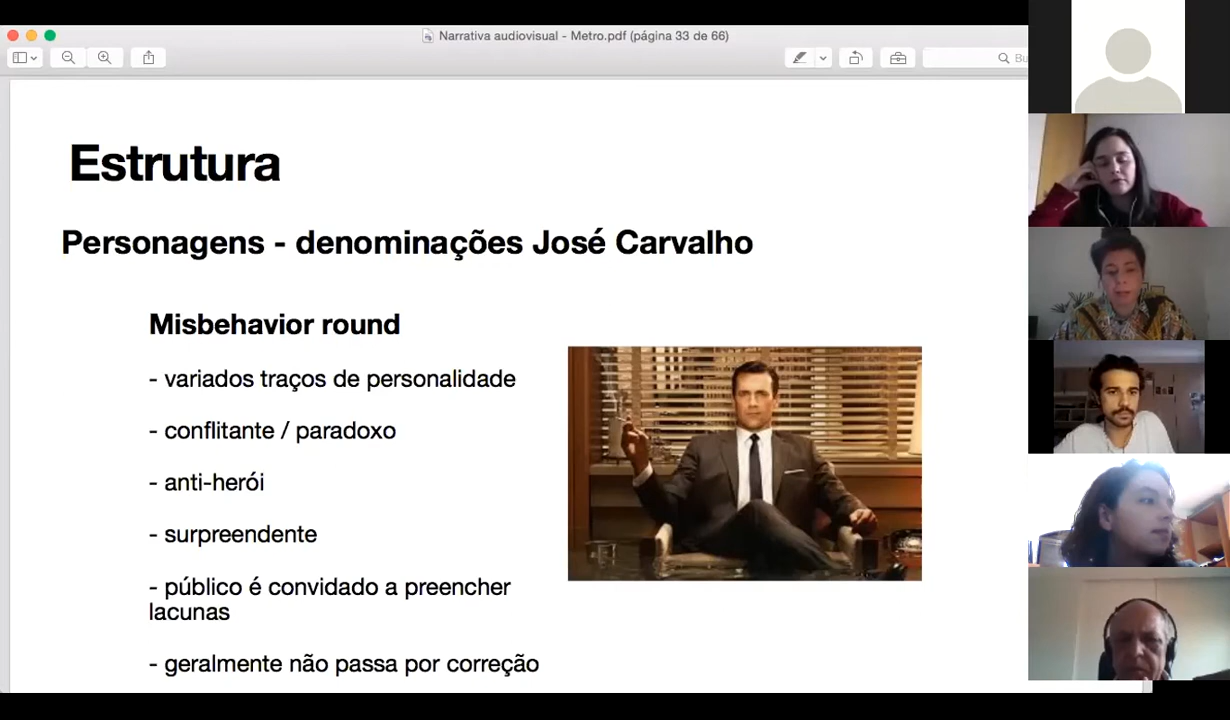 Narrativa audiovisual - Metro.pdf (página 33 de 66)
Estrutura
Personagens - denominações José Carvalho
Misbehavior round
- variados traços de personalidade
- conflitante / paradoxo
- anti-herói
- surpreendente
- público é convidado a preencher
lacunas
- geralmente não passa por correção